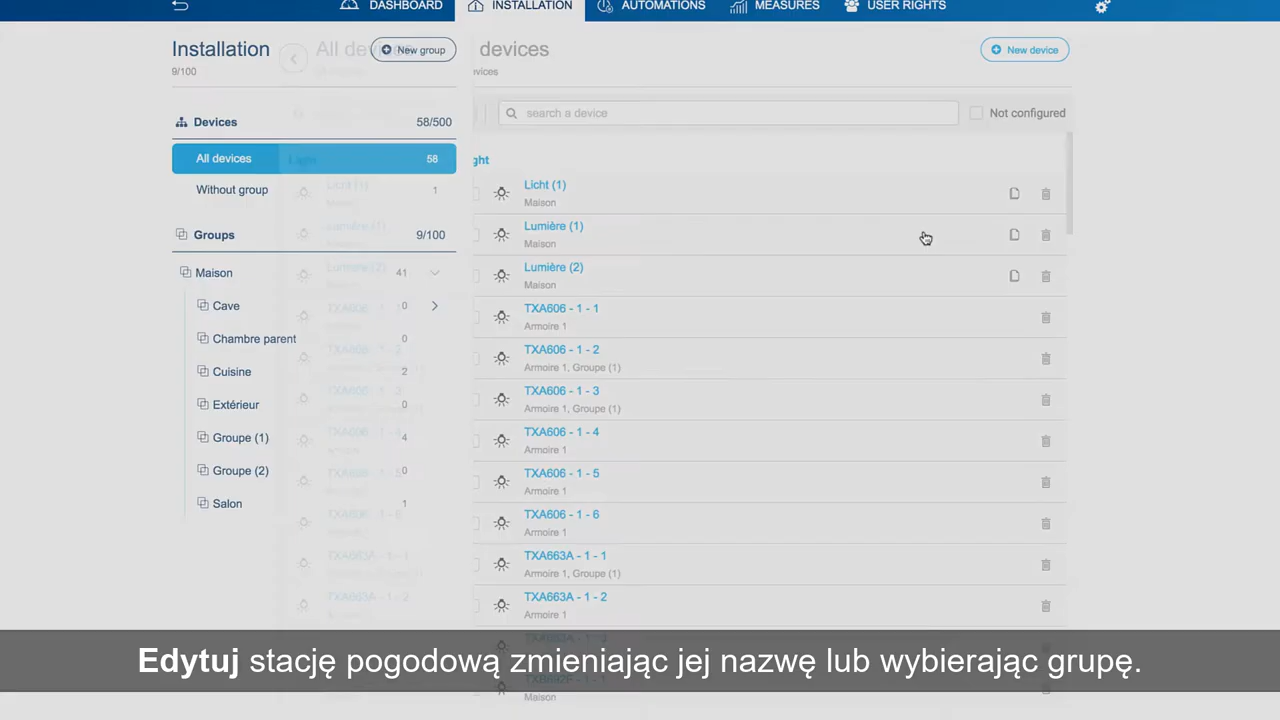 DASHBOARD
INSTALLATION
AUTOMATIONS
MEASURES
USER RIGHTS
Installation
New group
9/100
All devices
devices
vices
New device
Devices 58/500
search a device
Not configured
All devices 58
Without group 1
Groups 9/100
Maison 41
Cave 0
Chambre parent 0
Cuisine 2
Extérieur 0
Groupe (1) 4
Groupe (2) 0
Salon 1
Light
ght
Licht (1)
Maison
Lumière (1)
Maison
Lumière (2)
Maison
TXA606 - 1 - 1
Armoire 1
TXA606 - 1 - 2
Armoire 1, Groupe (1)
TXA606 - 1 - 3
Armoire 1, Groupe (1)
TXA606 - 1 - 4
Armoire 1
TXA606 - 1 - 5
Armoire 1
TXA606 - 1 - 6
Armoire 1
TXA663A - 1 - 1
Armoire 1, Groupe (1)
TXA663A - 1 - 2
Armoire 1
Edytuj stację pogodową zmieniając jej nazwę lub wybierając grupę.
Maison